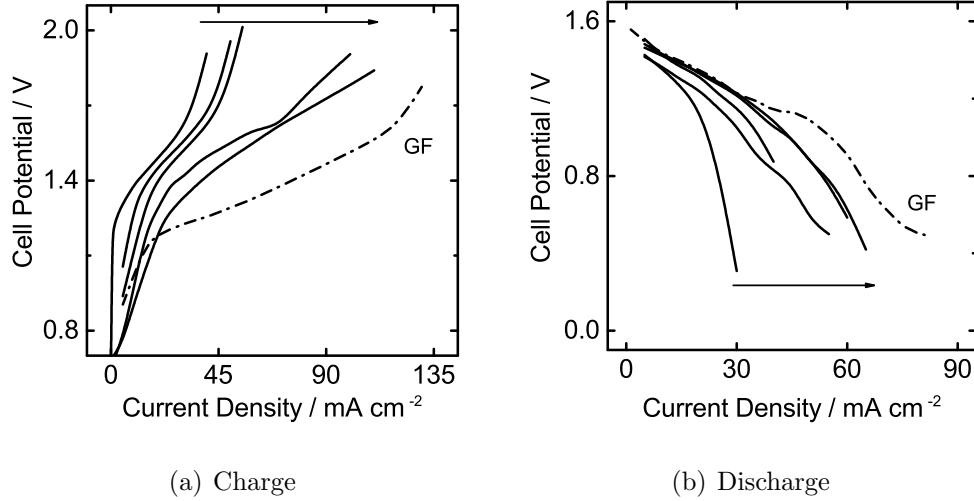 2.0
1.4
0.8
Cell Potential / V
GF
0 45 90 135
Current Density / mA cm-2
(a) Charge
1.6
0.8
0.0
Cell Potential / V
GF
0 30 60 90
Current Density / mA cm-2
(b) Discharge